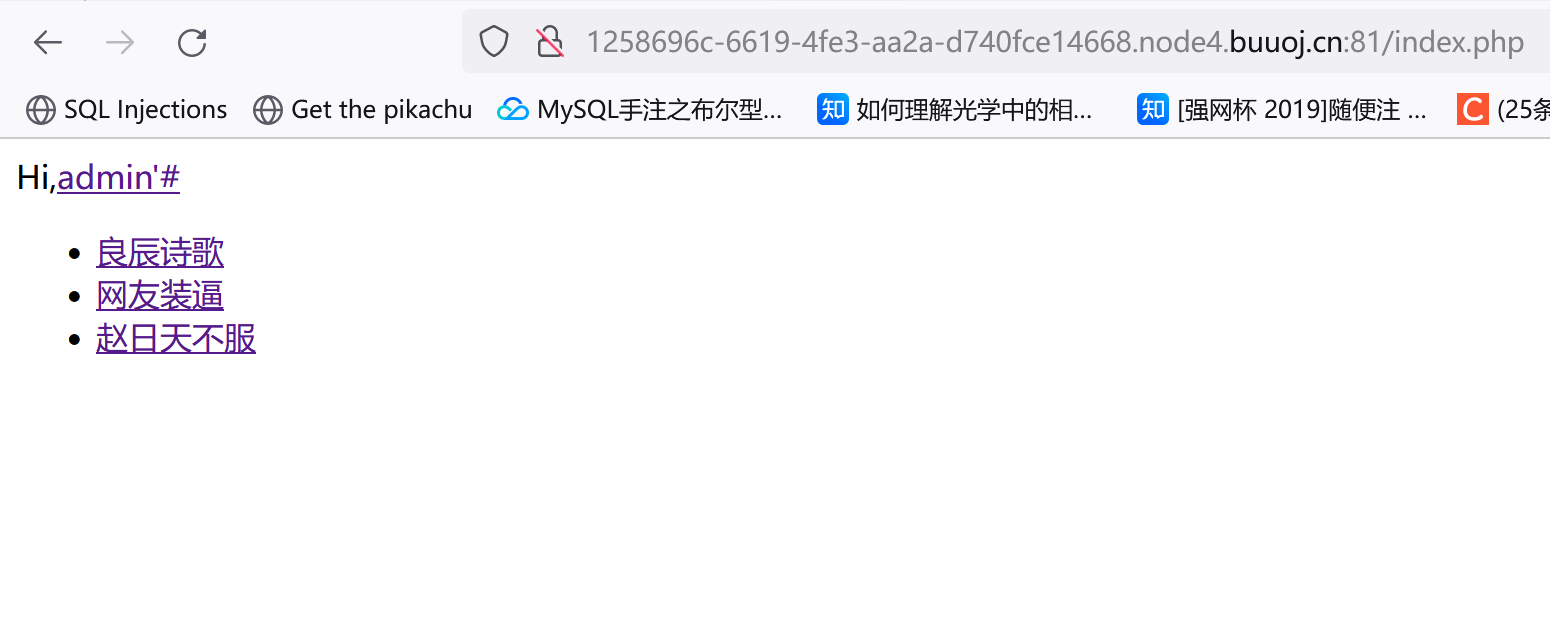 1258696c-6619-4fe3-aa2a-d740fce14668.node4.buuoj.cn:81/index.php
SQL Injections Get the pikachu MySQL手注之布尔型... 知 如何理解光学中的相... 知 [强网杯 2019]随便注 ... C (25条
Hi,admin'#
良辰诗歌
网友装逼
赵日天不服